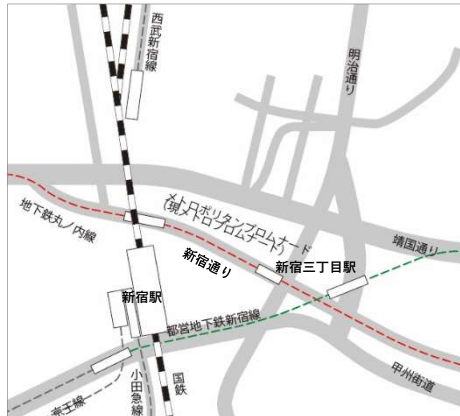 西武新宿線
明治通り
メトロポリタンプロムナード
(現メトロプロムナード)
地下鉄丸ノ内線
靖国通り
新宿通り
新宿三丁目駅
新宿駅
都営地下鉄新宿線
甲州街道
京王線
小田急線
国鉄